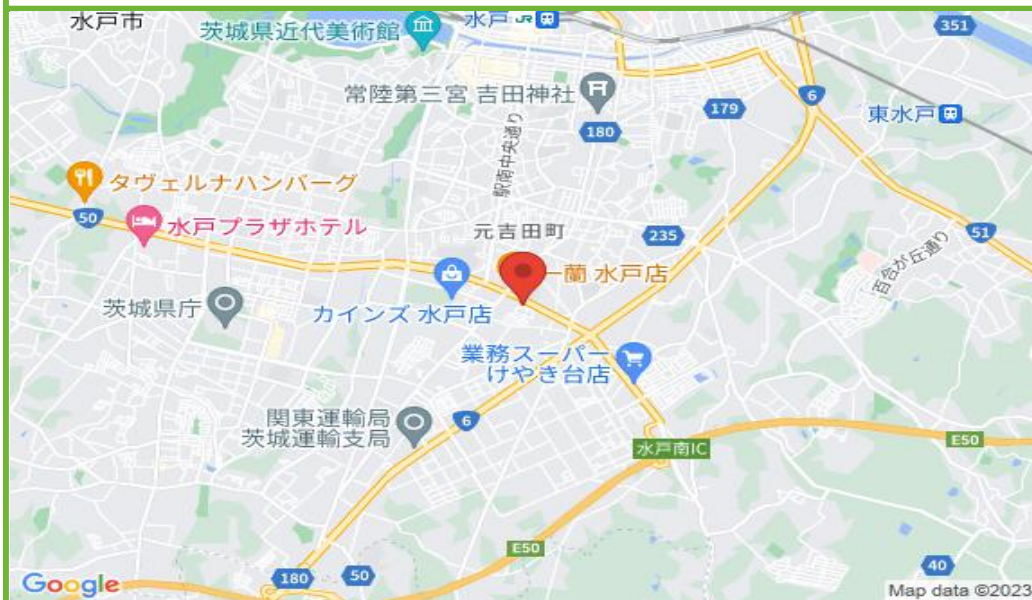 水戸市
茨城県近代美術館
水戸 JR
351
常陸第三宮 吉田神社
180
179
6
東水戸
駅南中央通り
タヴェルナハンバーグ
50
水戸プラザホテル
元吉田町
235
51
百合が丘通り
一蘭 水戸店
茨城県庁
カインズ 水戸店
業務スーパー
けやき台店
関東運輸局
茨城運輸支局
6
水戸南IC
E50
E50
180
50
40
Google
Map data ©2023